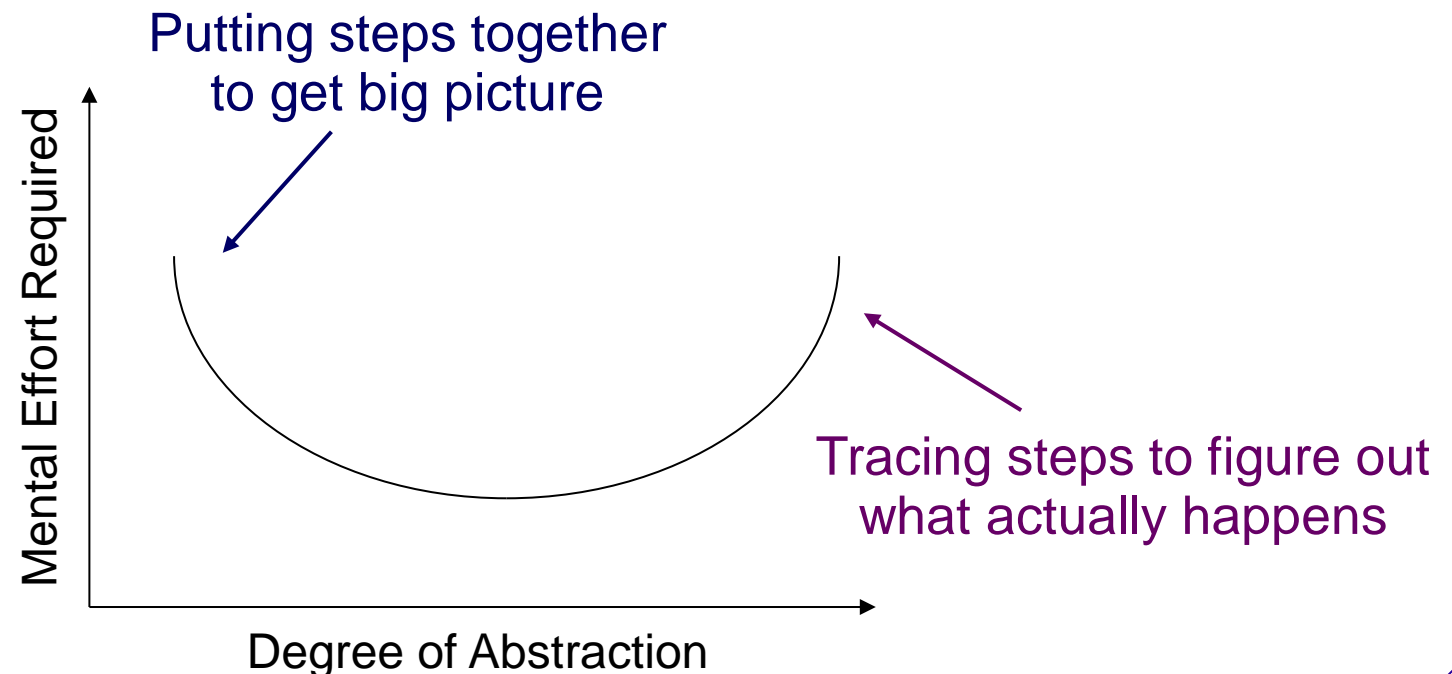 Putting steps together
to get big picture
Mental Effort Required
Tracing steps to figure out
what actually happens
Degree of Abstraction